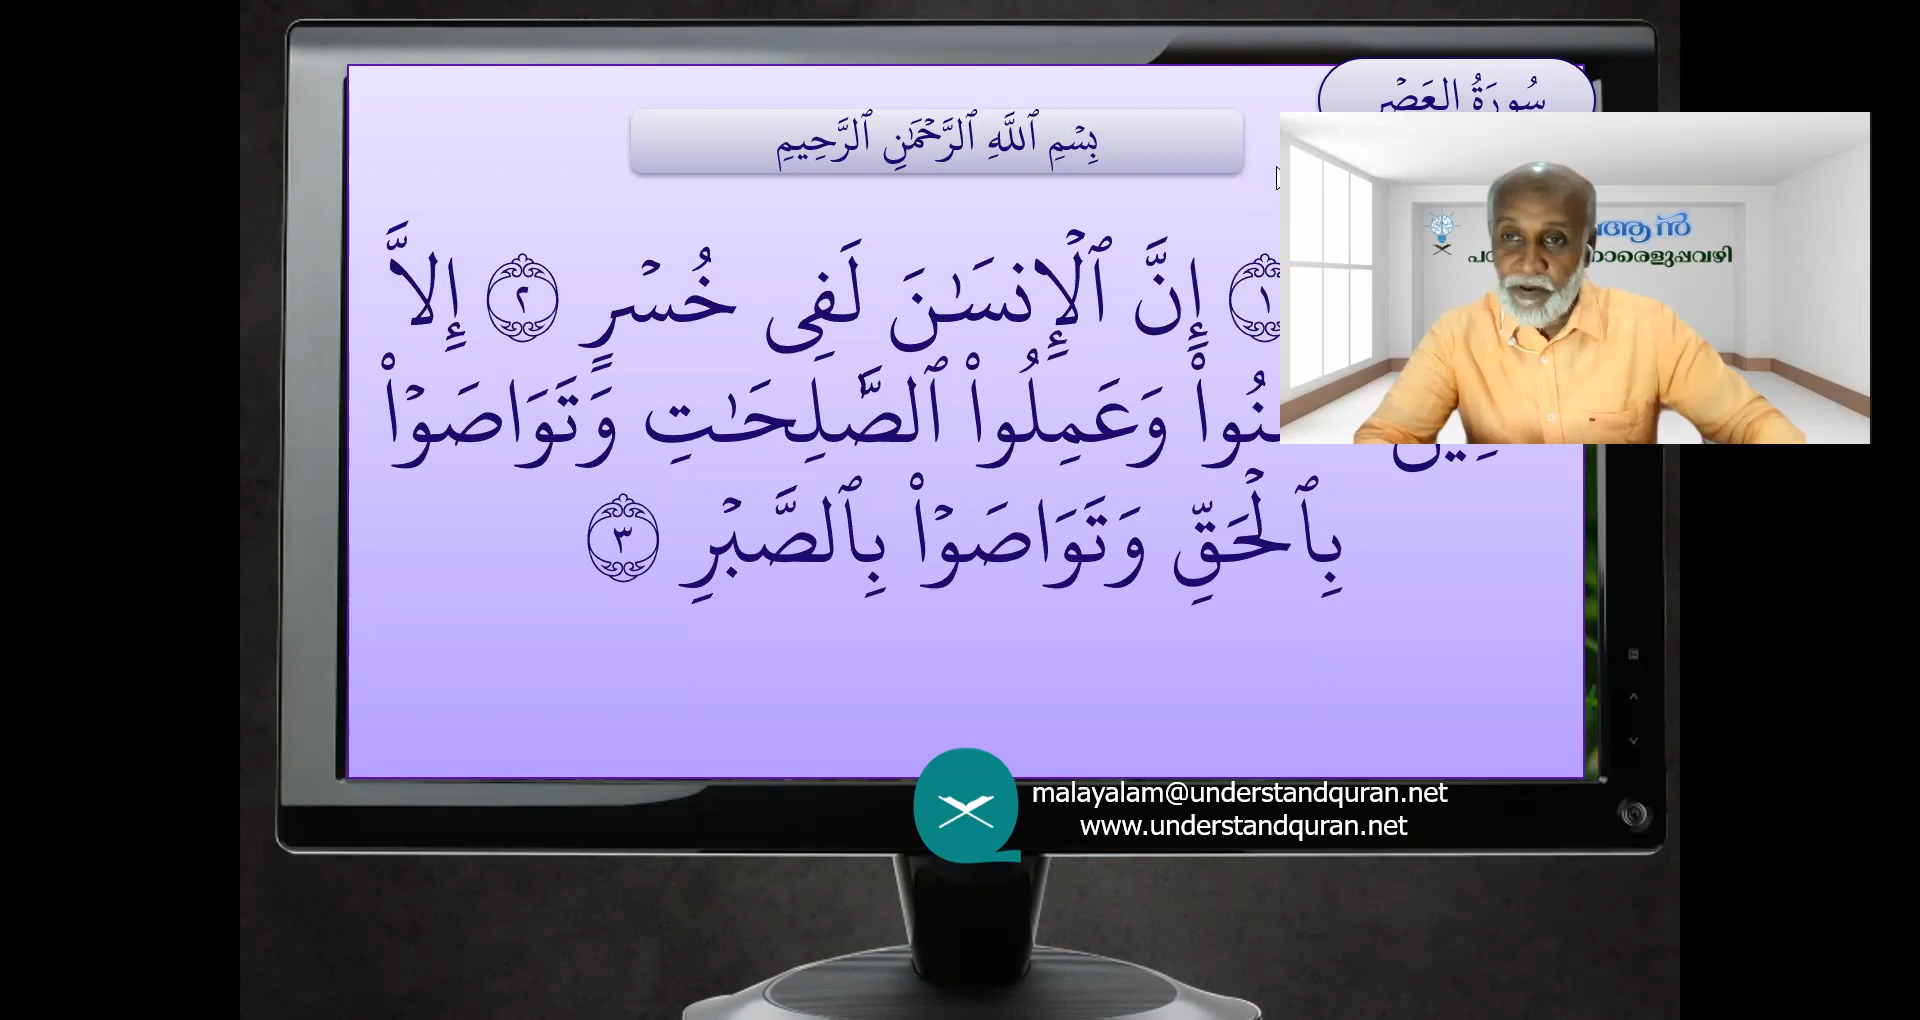 سُورَةُ العَصْرِ
بِسْمِ ٱللَّهِ ٱلرَّحْمَٰنِ ٱلرَّحِيمِ
١ إِنَّ ٱلْإِنسَٰنَ لَفِى خُسْرٍ ٢ إِلَّا
وَعَمِلُوا۟ ٱلصَّٰلِحَٰتِ وَتَوَاصَوْا۟
بِٱلْحَقِّ وَتَوَاصَوْا۟ بِٱلصَّبْرِ ٣
malayalam@understandquran.net
www.understandquran.net